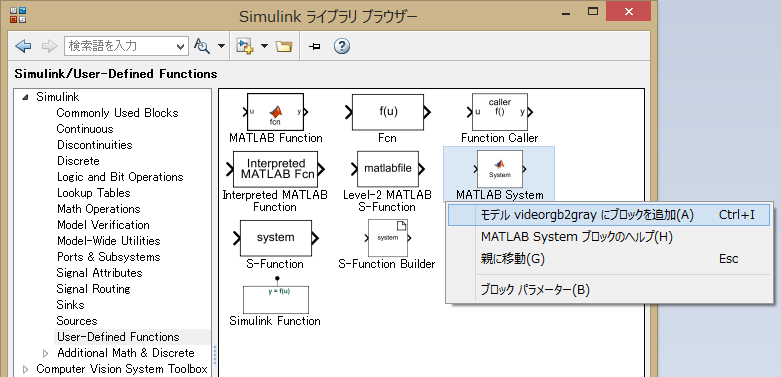 Simulink ライブラリ ブラウザー
検索語を入力
Simulink/User-Defined Functions
Simulink
Commonly Used Blocks
Continuous
Discontinuities
Discrete
Logic and Bit Operations
Lookup Tables
Math Operations
Model Verification
Model-Wide Utilities
Ports & Subsystems
Signal Attributes
Signal Routing
Sinks
Sources
User-Defined Functions
Additional Math & Discrete
Computer Vision System Toolbox
u fcn y
MATLAB Function
f(u)
Fcn
caller
u f() y
Function Caller
Interpreted
MATLAB Fcn
Interpreted MATLAB
Function
matlabfile
Level-2 MATLAB
S-Function
System
MATLAB System
system
S-Function
system
S-Function Builder
y = f(u)
Simulink Function
モデル videorgb2gray にブロックを追加(A) Ctrl+I
MATLAB System ブロックのヘルプ(H)
親に移動(G) Esc
ブロック パラメーター(B)